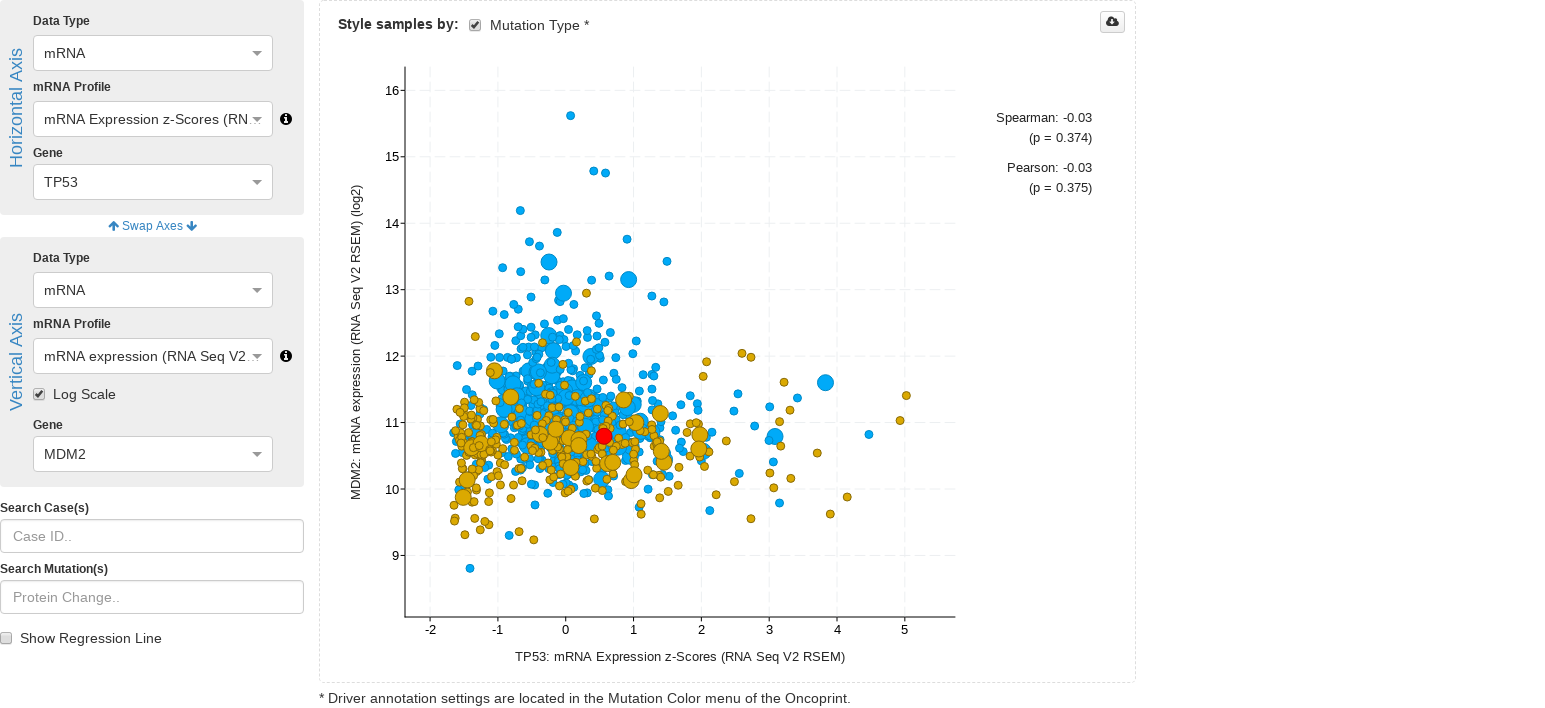 Horizontal Axis
Data Type
mRNA
mRNA Profile
mRNA Expression z-Scores (RN...
Gene
TP53
Swap Axes
Vertical Axis
Data Type
mRNA
mRNA Profile
mRNA expression (RNA Seq V2...
Log Scale
Gene
MDM2
Search Case(s)
Case ID..
Search Mutation(s)
Protein Change..
Show Regression Line
Style samples by: Mutation Type *
MDM2: mRNA expression (RNA Seq V2 RSEM) (log2)
16
15
14
13
12
11
10
9
-2 -1 0 1 2 3 4 5
TP53: mRNA Expression z-Scores (RNA Seq V2 RSEM)
Spearman: -0.03
(p = 0.374)
Pearson: -0.03
(p = 0.375)
* Driver annotation settings are located in the Mutation Color menu of the Oncoprint.